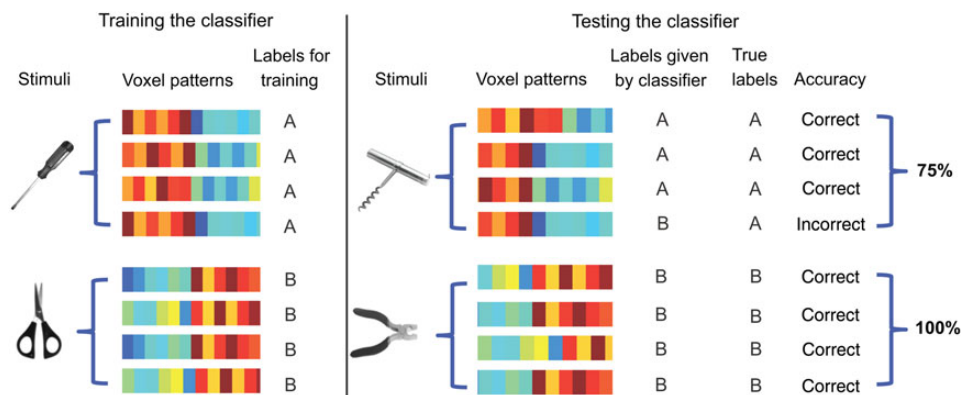 Training the classifier
Stimuli Voxel patterns Labels for training
A
A
A
A
B
B
B
B
Testing the classifier
Stimuli Voxel patterns Labels given by classifier True labels Accuracy
A A Correct
A A Correct
A A Correct
B A Incorrect
75%
B B Correct
B B Correct
B B Correct
B B Correct
100%